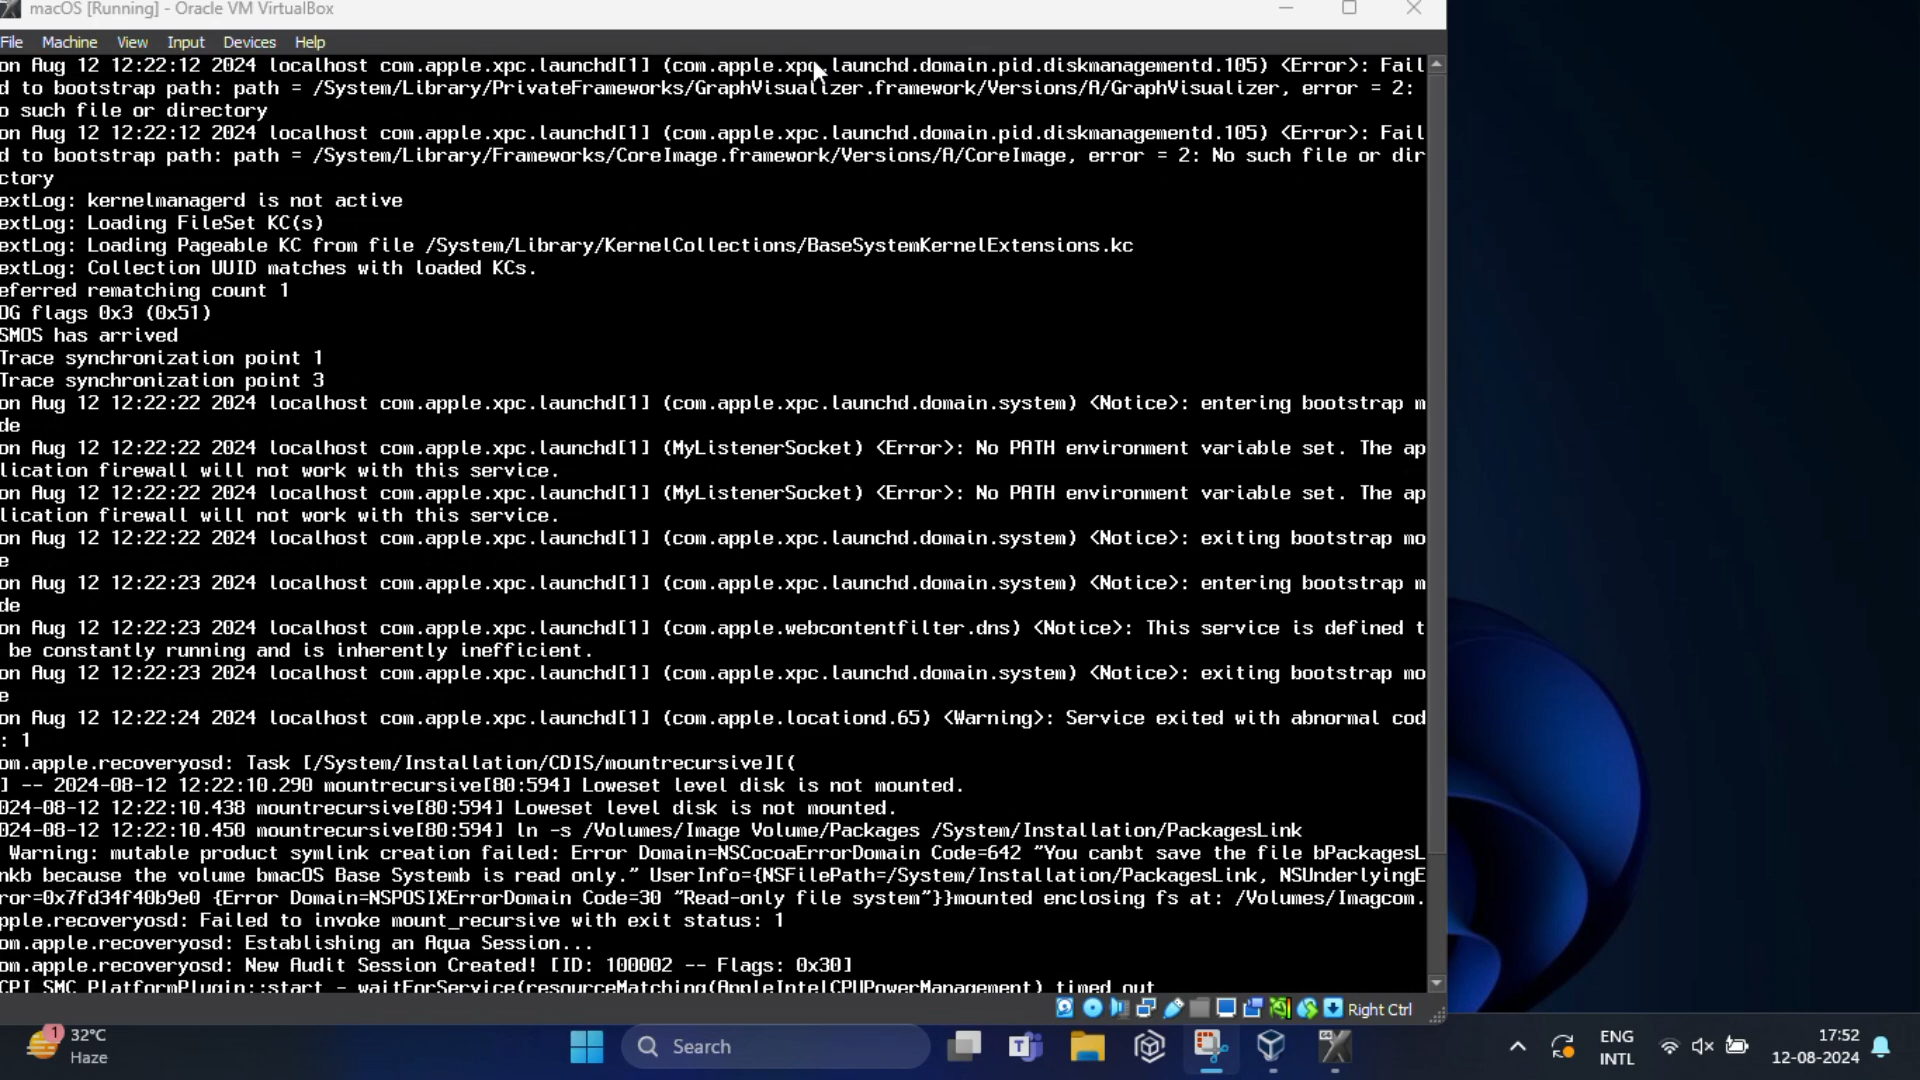 macOS [Running] - Oracle VM VirtualBox
File Machine View Input Devices Help
on Aug 12 12:22:12 2024 localhost com.apple.xpc.launchd[1] (com.apple.xpc.launchd.domain.pid.diskmanagementd.105) <Error>: Fail
d to bootstrap path: path = /System/Library/PrivateFrameworks/GraphVisualizer.framework/Versions/A/GraphVisualizer, error = 2:
o such file or directory
on Aug 12 12:22:12 2024 localhost com.apple.xpc.launchd[1] (com.apple.xpc.launchd.domain.pid.diskmanagementd.105) <Error>: Fail
d to bootstrap path: path = /System/Library/Frameworks/CoreImage.framework/Versions/A/CoreImage, error = 2: No such file or dir
ctory
extLog: kernelmanagerd is not active
extLog: Loading FileSet KC(s)
extLog: Loading Pageable KC from file /System/Library/KernelCollections/BaseSystemKernelExtensions.kc
extLog: Collection UUID matches with loaded KCs.
eferred rematching count 1
OG flags 0x3 (0x51)
SMOS has arrived
Trace synchronization point 1
Trace synchronization point 3
on Aug 12 12:22:22 2024 localhost com.apple.xpc.launchd[1] (com.apple.xpc.launchd.domain.system) <Notice>: entering bootstrap m
de
on Aug 12 12:22:22 2024 localhost com.apple.xpc.launchd[1] (MyListenerSocket) <Error>: No PATH environment variable set. The ap
lication firewall will not work with this service.
on Aug 12 12:22:22 2024 localhost com.apple.xpc.launchd[1] (MyListenerSocket) <Error>: No PATH environment variable set. The ap
lication firewall will not work with this service.
on Aug 12 12:22:22 2024 localhost com.apple.xpc.launchd[1] (com.apple.xpc.launchd.domain.system) <Notice>: exiting bootstrap mo
e
on Aug 12 12:22:23 2024 localhost com.apple.xpc.launchd[1] (com.apple.xpc.launchd.domain.system) <Notice>: entering bootstrap m
de
on Aug 12 12:22:23 2024 localhost com.apple.xpc.launchd[1] (com.apple.webcontentfilter.dns) <Notice>: This service is defined t
be constantly running and is inherently inefficient.
on Aug 12 12:22:23 2024 localhost com.apple.xpc.launchd[1] (com.apple.xpc.launchd.domain.system) <Notice>: exiting bootstrap mo
e
on Aug 12 12:22:24 2024 localhost com.apple.xpc.launchd[1] (com.apple.locationd.65) <Warning>: Service exited with abnormal cod
: 1
om.apple.recoveryosd: Task [/System/Installation/CDIS/mountrecursive][(
] -- 2024-08-12 12:22:10.290 mountrecursive[80:594] Loweset level disk is not mounted.
024-08-12 12:22:10.438 mountrecursive[80:594] Loweset level disk is not mounted.
024-08-12 12:22:10.450 mountrecursive[80:594] ln -s /Volumes/Image Volume/Packages /System/Installation/PackagesLink
Warning: mutable product symlink creation failed: Error Domain=NSCocoaErrorDomain Code=642 "You canbt save the file bPackagesL
nkb because the volume bmacOS Base Systemb is read only." UserInfo={NSFilePath=/System/Installation/PackagesLink, NSUnderlyingE
ror=0x7fd34f40b9e0 {Error Domain=NSPOSIXErrorDomain Code=30 "Read-only file system"}}mounted enclosing fs at: /Volumes/Imagcom.
pple.recoveryosd: Failed to invoke mount_recursive with exit status: 1
om.apple.recoveryosd: Establishing an Aqua Session...
om.apple.recoveryosd: New Audit Session Created! [ID: 100002 -- Flags: 0x30]
CPI_SMC_PlatformPlugin::start - waitForService(resourceMatching(AppleIntelCPUPowerManagement) timed out
Right Ctrl
1
32°C
Haze
Search
ENG
INTL
17:52
12-08-2024